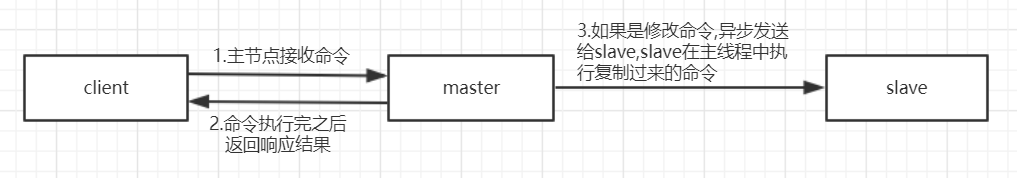 3.如果是修改命令,异步发送
给slave,slave在主线程中执
行复制过来的命令
1.主节点接收命令
client
master
slave
2.命令执行完之后
返回响应结果